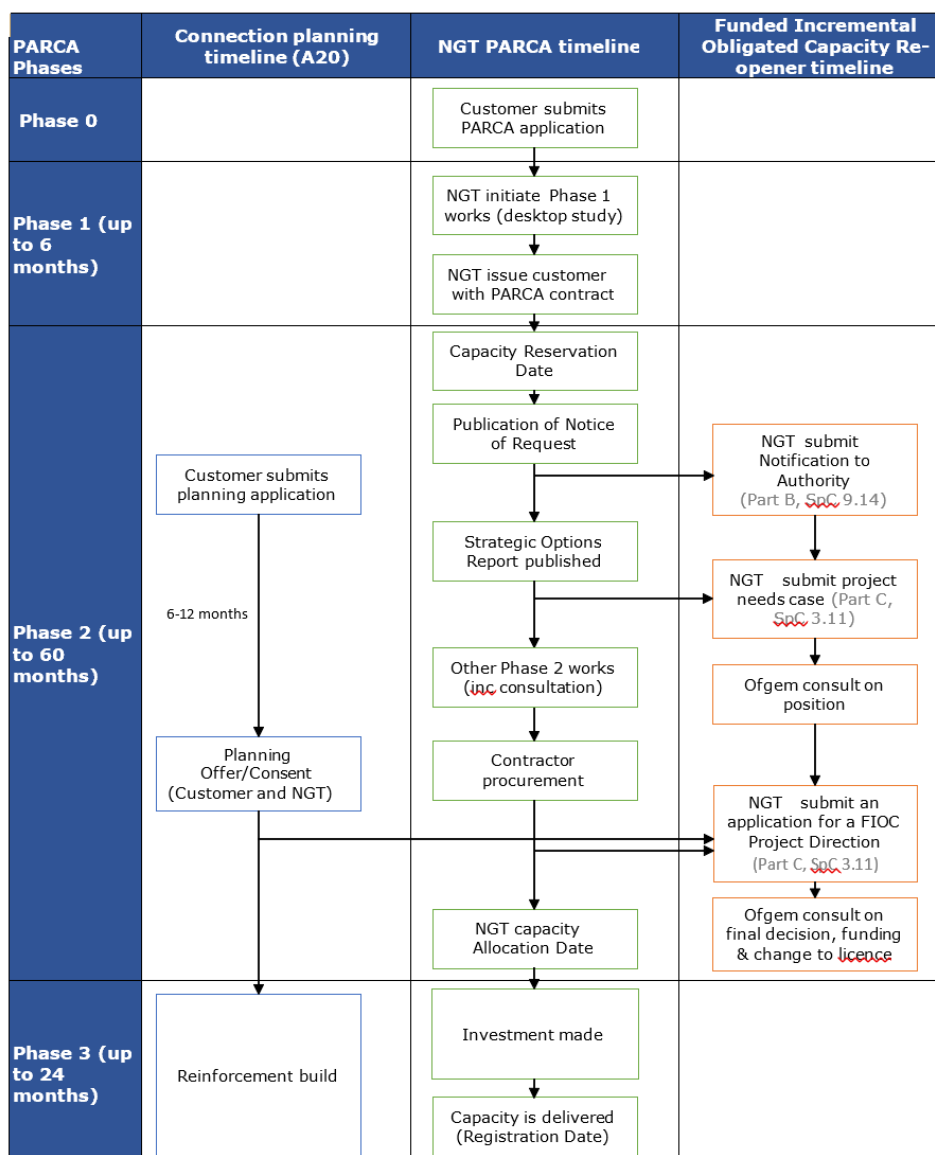 PARCA
Phases
Connection planning
timeline (A20)
NGT PARCA timeline
Funded Incremental
Obligated Capacity Re-
opener timeline
Phase 0
Customer submits
PARCA application
Phase 1 (up
to 6
months)
NGT initiate Phase 1
works (desktop study)
NGT issue customer
with PARCA contract
Phase 2 (up
to 60
months)
Customer submits
planning application
6-12 months
Planning
Offer/Consent
(Customer and NGT)
Capacity Reservation
Date
Publication of Notice
of Request
Strategic Options
Report published
Other Phase 2 works
(inc consultation)
Contractor
procurement
NGT capacity
Allocation Date
NGT submit
Notification to
Authority
(Part B, SpC 9.14)
NGT submit project
needs case (Part C,
SpC 3.11)
Ofgem consult on
position
NGT submit an
application for a FIOC
Project Direction
(Part C, SpC 3.11)
Ofgem consult on
final decision, funding
& change to licence
Phase 3 (up
to 24
months)
Reinforcement build
Investment made
Capacity is delivered
(Registration Date)